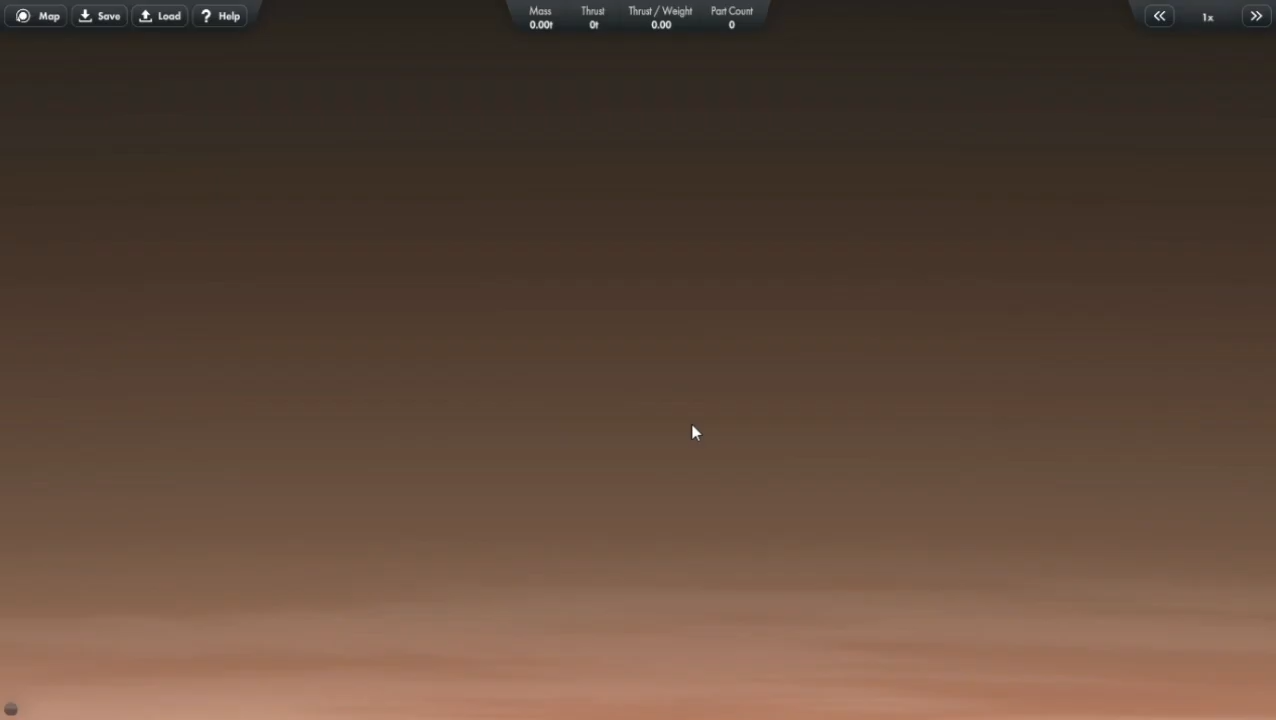 Map Save Load ? Help
Mass Thrust Thrust / Weight Part Count
0.00t 0t 0.00 0
1x